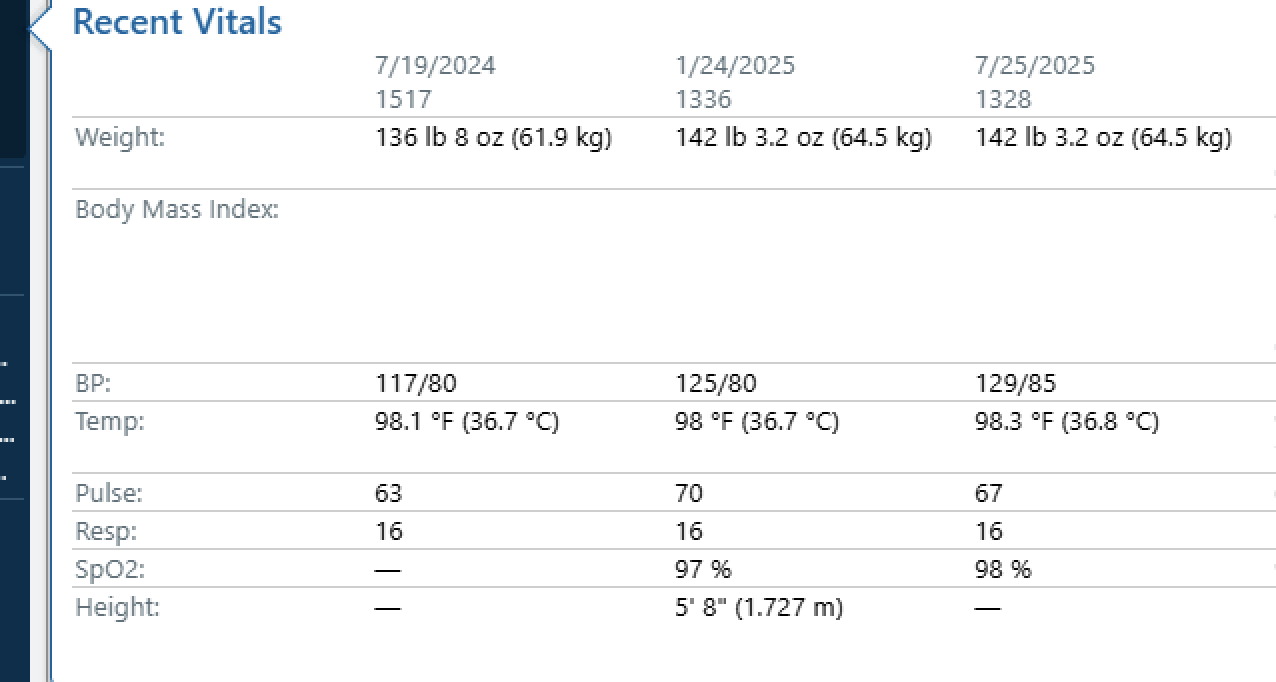 Recent Vitals
7/19/2024 1/24/2025 7/25/2025
1517 1336 1328
Weight: 136 lb 8 oz (61.9 kg) 142 lb 3.2 oz (64.5 kg) 142 lb 3.2 oz (64.5 kg)
Body Mass Index:
BP: 117/80 125/80 129/85
Temp: 98.1 °F (36.7 °C) 98 °F (36.7 °C) 98.3 °F (36.8 °C)
Pulse: 63 70 67
Resp: 16 16 16
SpO2: — 97 % 98 %
Height: — 5' 8" (1.727 m) —